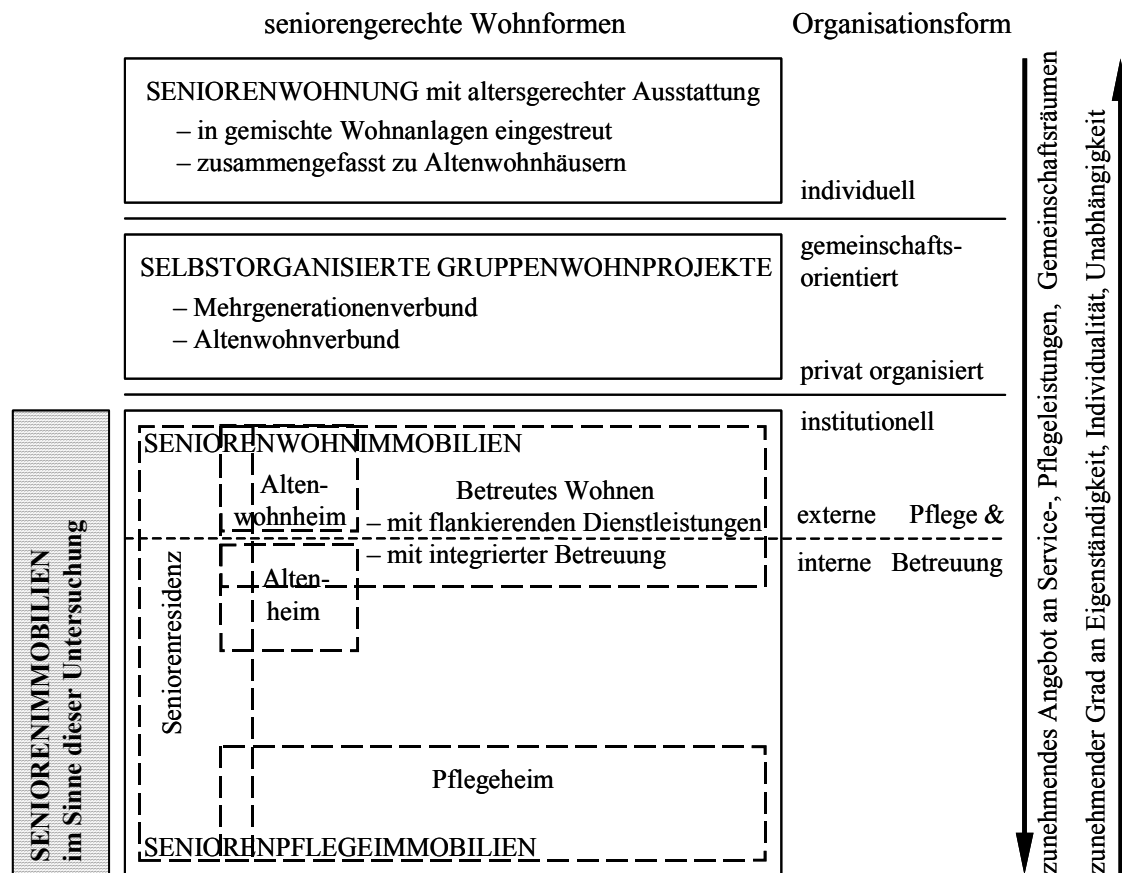 seniorengerechte Wohnformen
Organisationsform
SENIORENWOHNUNG mit altersgerechter Ausstattung
– in gemischte Wohnanlagen eingestreut
– zusammengefasst zu Altenwohnhäusern
individuell
SELBSTORGANISIERTE GRUPPENWOHNPROJEKTE
– Mehrgenerationenverbund
– Altenwohnverbund
gemeinschafts-
orientiert
privat organisiert
institutionell
SENIORENWOHNIMMOBILIEN
Alten-
wohnheim
Betreutes Wohnen
– mit flankierenden Dienstleistungen
– mit integrierter Betreuung
externe Pflege &
interne Betreuung
Alten-
heim
Seniorenresidenz
Pflegeheim
SENIORENPFLEGEIMMOBILIEN
SENIORENIMMOBILIEN
im Sinne dieser Untersuchung
zunehmendes Angebot an Service-, Pflegeleistungen, Gemeinschaftsräumen
zunehmender Grad an Eigenständigkeit, Individualität, Unabhängigkeit